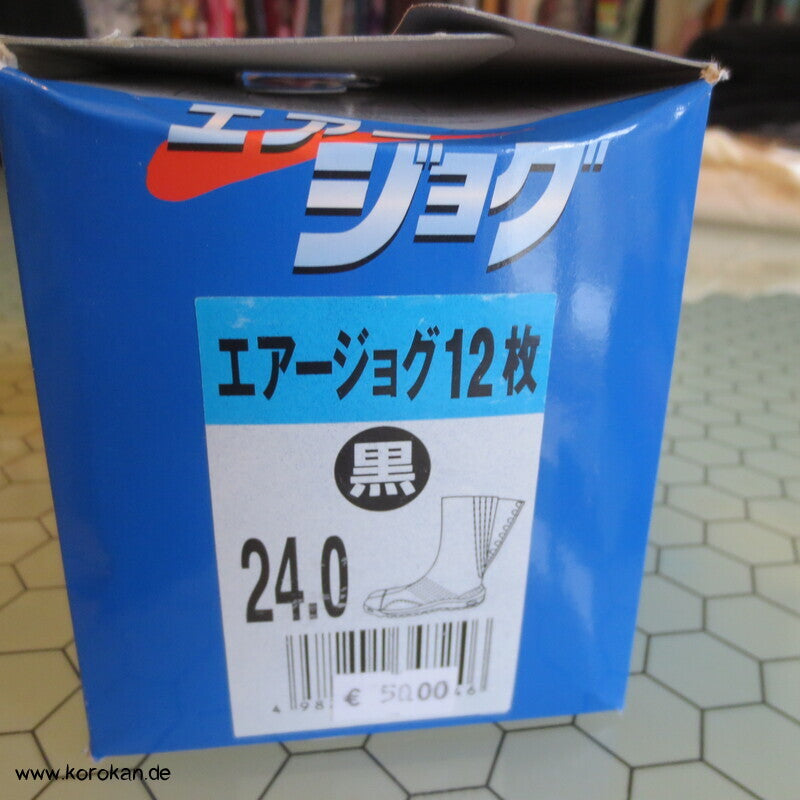 エアー
ジョグ
エアージョグ12枚
黒
24.0
€ 50.00
www.korokan.de